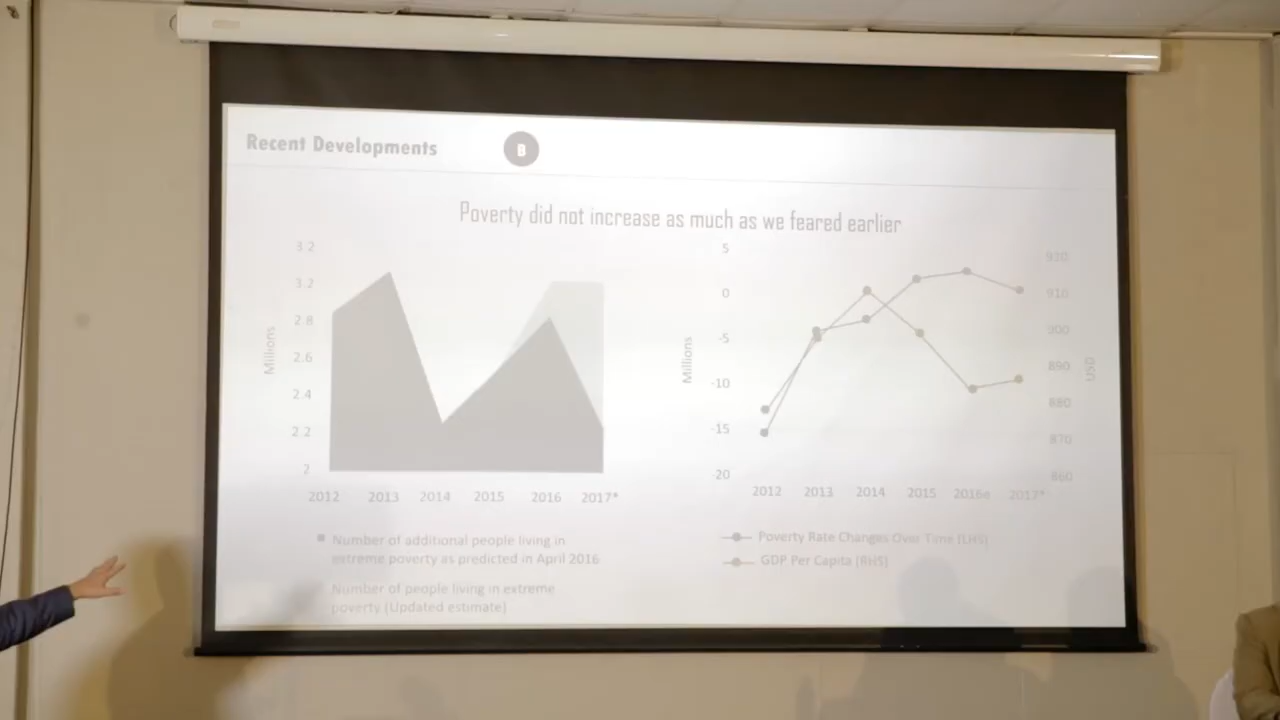 Recent Developments
B
Poverty did not increase as much as we feared earlier
3.2
3.2
2.8
2.6
2.4
2.2
2
Millions
2012 2013 2014 2015 2016 2017*
Number of additional people living in
extreme poverty as predicted in April 2016
Number of people living in extreme
poverty (Updated estimate)
5
0
-5
-10
-15
-20
Millions
910
900
890
880
870
860
USD
2012 2013 2014 2015 2016e 2017*
Poverty Rate Changes Over Time (LHS)
GDP Per Capita (RHS)